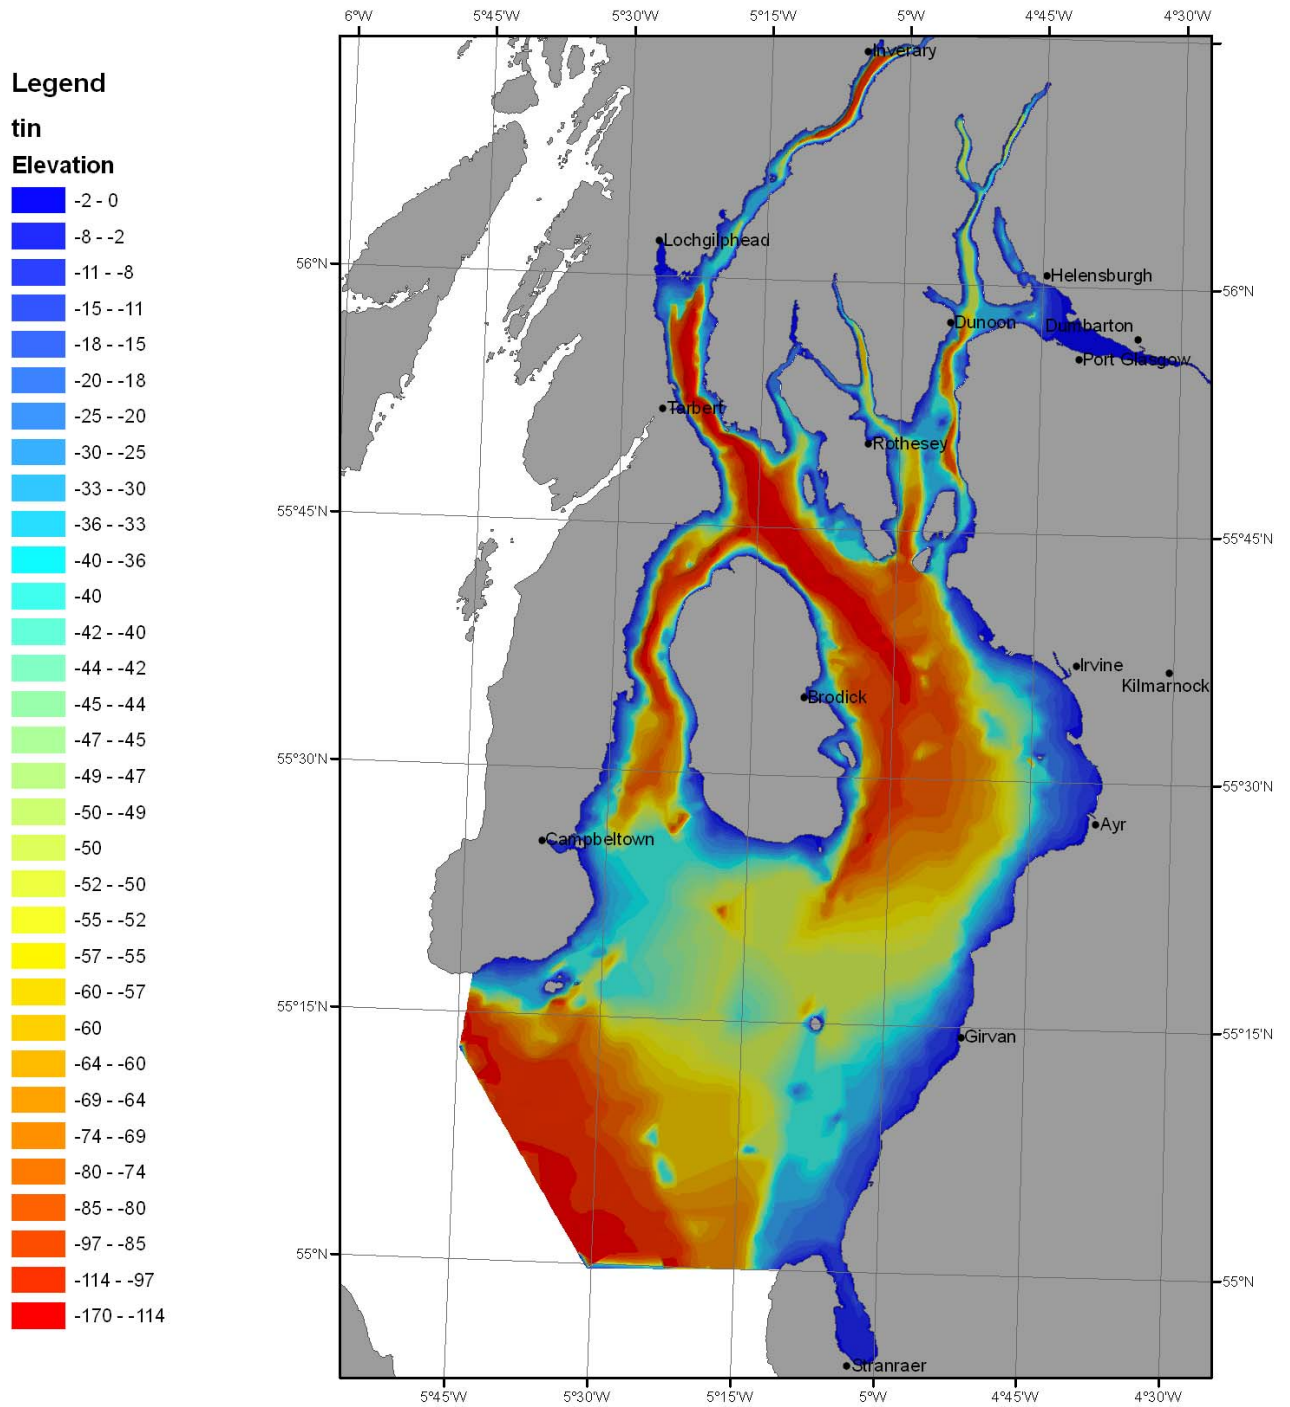 6°W 5°45'W 5°30'W 5°15'W 5°W 4°45'W 4°30'W
Legend
tin
Elevation
-2 - 0
-8 - -2
-11 - -8
-15 - -11
-18 - -15
-20 - -18
-25 - -20
-30 - -25
-33 - -30
-36 - -33
-40 - -36
-40
-42 - -40
-44 - -42
-45 - -44
-47 - -45
-49 - -47
-50 - -49
-50
-52 - -50
-55 - -52
-57 - -55
-60 - -57
-60
-64 - -60
-69 - -64
-74 - -69
-80 - -74
-85 - -80
-97 - -85
-114 - -97
-170 - -114
Inverary
Lochgilphead
56°N
Helensburgh
56°N
Dunoon
Dumbarton
Port Glasgow
Tarbert
Rothesey
55°45'N
55°45'N
Irvine
Kilmarnock
Brodick
55°30'N
55°30'N
Ayr
Campbeltown
55°15'N
55°15'N
Girvan
55°N
55°N
Stranraer
5°45'W 5°30'W 5°15'W 5°W 4°45'W 4°30'W